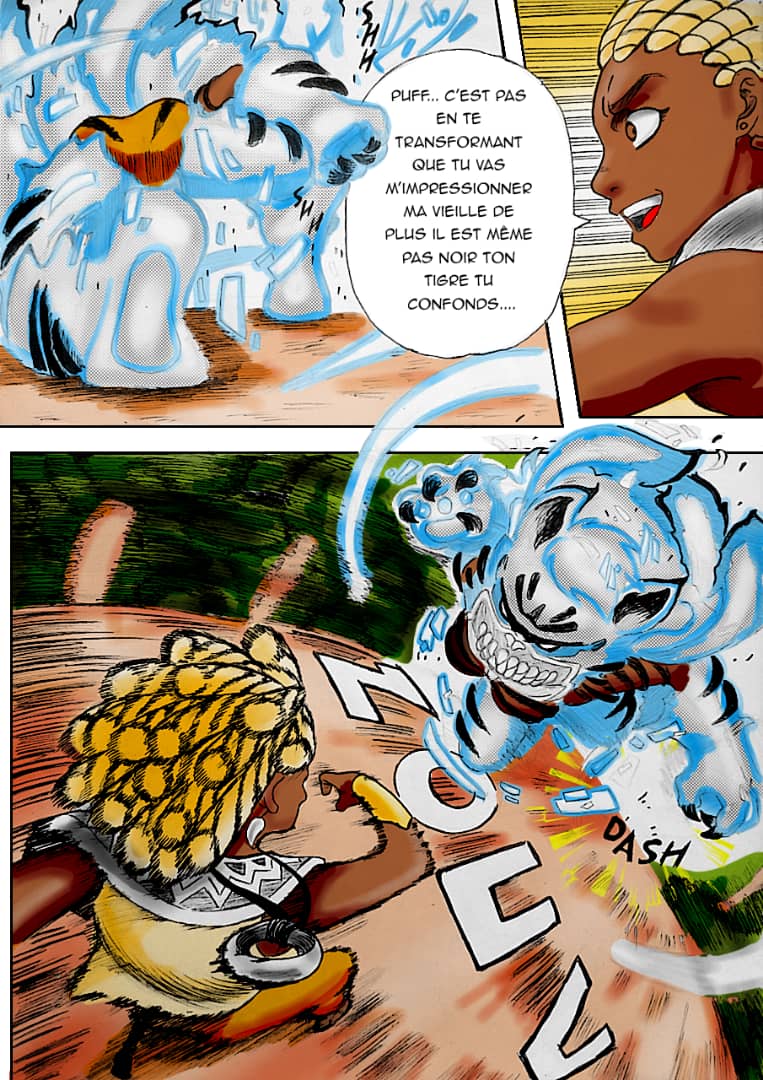 SHH
PUFF... C'EST PAS
EN TE
TRANSFORMANT
QUE TU VAS
M'IMPRESSIONNER
MA VIEILLE DE
PLUS IL EST MÊME
PAS NOIR TON
TIGRE TU
CONFONDS....
SHH
DASH